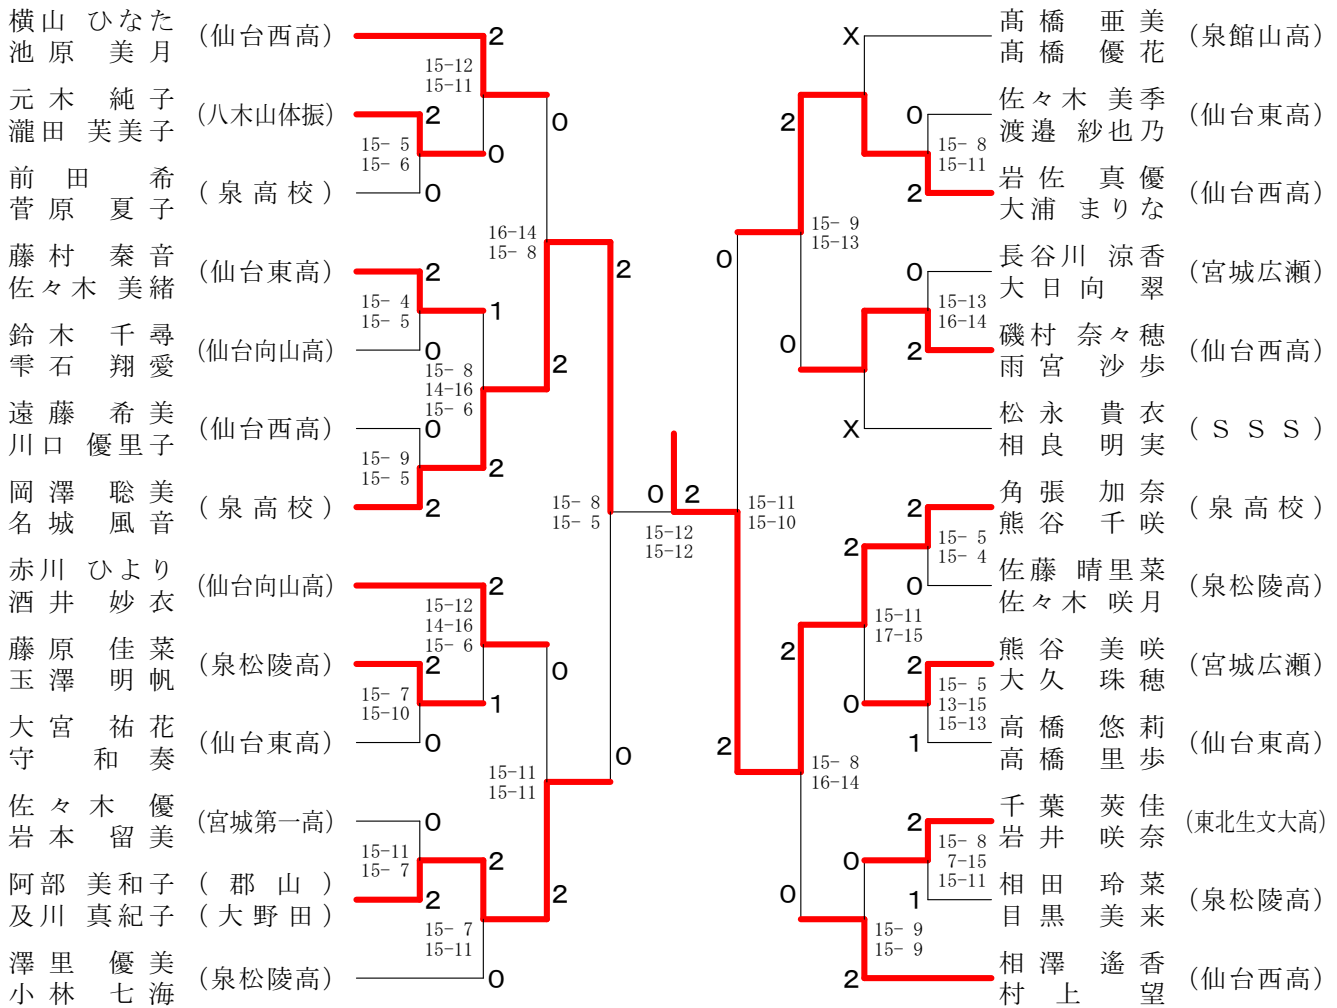 横山 ひなた
池原 美月
(仙台西高)
元木 純子
瀧田 芙美子
(八木山体振)
前田 希
菅原 夏子
(泉高校)
藤村 秦音
佐々木 美緒
(仙台東高)
鈴木 千尋
雫石 翔愛
(仙台向山高)
遠藤 希美
川口 優里子
(仙台西高)
岡澤 聡美
名城 風音
(泉高校)
赤川 ひより
酒井 妙衣
(仙台向山高)
藤原 佳菜
玉澤 明帆
(泉松陵高)
大宮 祐花
守 和奏
(仙台東高)
佐々木 優
岩本 留美
(宮城第一高)
阿部 美和子 (郡山)
及川 真紀子 (大野田)
澤里 優美
小林 七海
(泉松陵高)
2
15-12
15-11
0
2
15- 5
15- 6
0
0
16-14
15- 8
2
2
15- 4
15- 5
0
1
15- 8
14-16
15- 6
2
0
15- 9
15- 5
2
2
15- 8
15- 5
0
2
15-12
14-16
15- 6
1
0
2
15- 7
15-10
0
15-11
15-11
2
0
15-11
15- 7
2
2
15- 7
15-11
0
0
2
15-12
15-12
髙橋 亜美
髙橋 優花
(泉館山高)
佐々木 美季
渡邉 紗也乃
(仙台東高)
岩佐 真優
大浦 まりな
(仙台西高)
長谷川 涼香
大日向 翠
(宮城広瀬)
磯村 奈々穂
雨宮 沙歩
(仙台西高)
松永 貴衣
相良 明実
(SSS)
角張 加奈
熊谷 千咲
(泉高校)
佐藤 晴里菜
佐々木 咲月
(泉松陵高)
熊谷 美咲
大久 珠穂
(宮城広瀬)
高橋 悠莉
高橋 里歩
(仙台東高)
千葉 莢佳
岩井 咲奈
(東北生文大高)
相田 玲菜
目黒 美来
(泉松陵高)
相澤 遙香
村上 望
(仙台西高)
X
0
15- 8
15-11
2
2
15- 9
15-13
0
0
15-13
16-14
2
X
0
15-11
15-10
2
2
15- 5
15- 4
0
2
15-11
17-15
0
2
15- 5
13-15
15-13
1
2
15- 8
16-14
0
2
15- 8
7-15
15-11
1
0
15- 9
15- 9
2